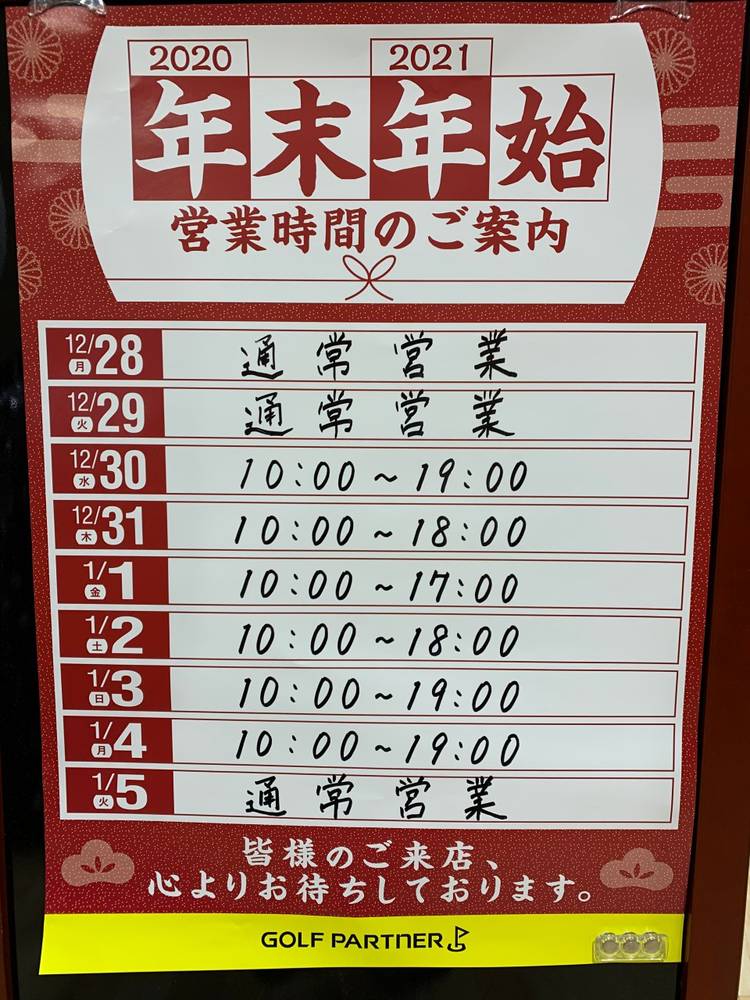 2020 2021
年末年始
営業時間のご案内
12/28 月 通常営業
12/29 火 通常営業
12/30 水 10:00~19:00
12/31 木 10:00~18:00
1/1 金 10:00~17:00
1/2 土 10:00~18:00
1/3 日 10:00~19:00
1/4 月 10:00~19:00
1/5 火 通常営業
皆様のご来店、
心よりお待ちしております。
GOLF PARTNER